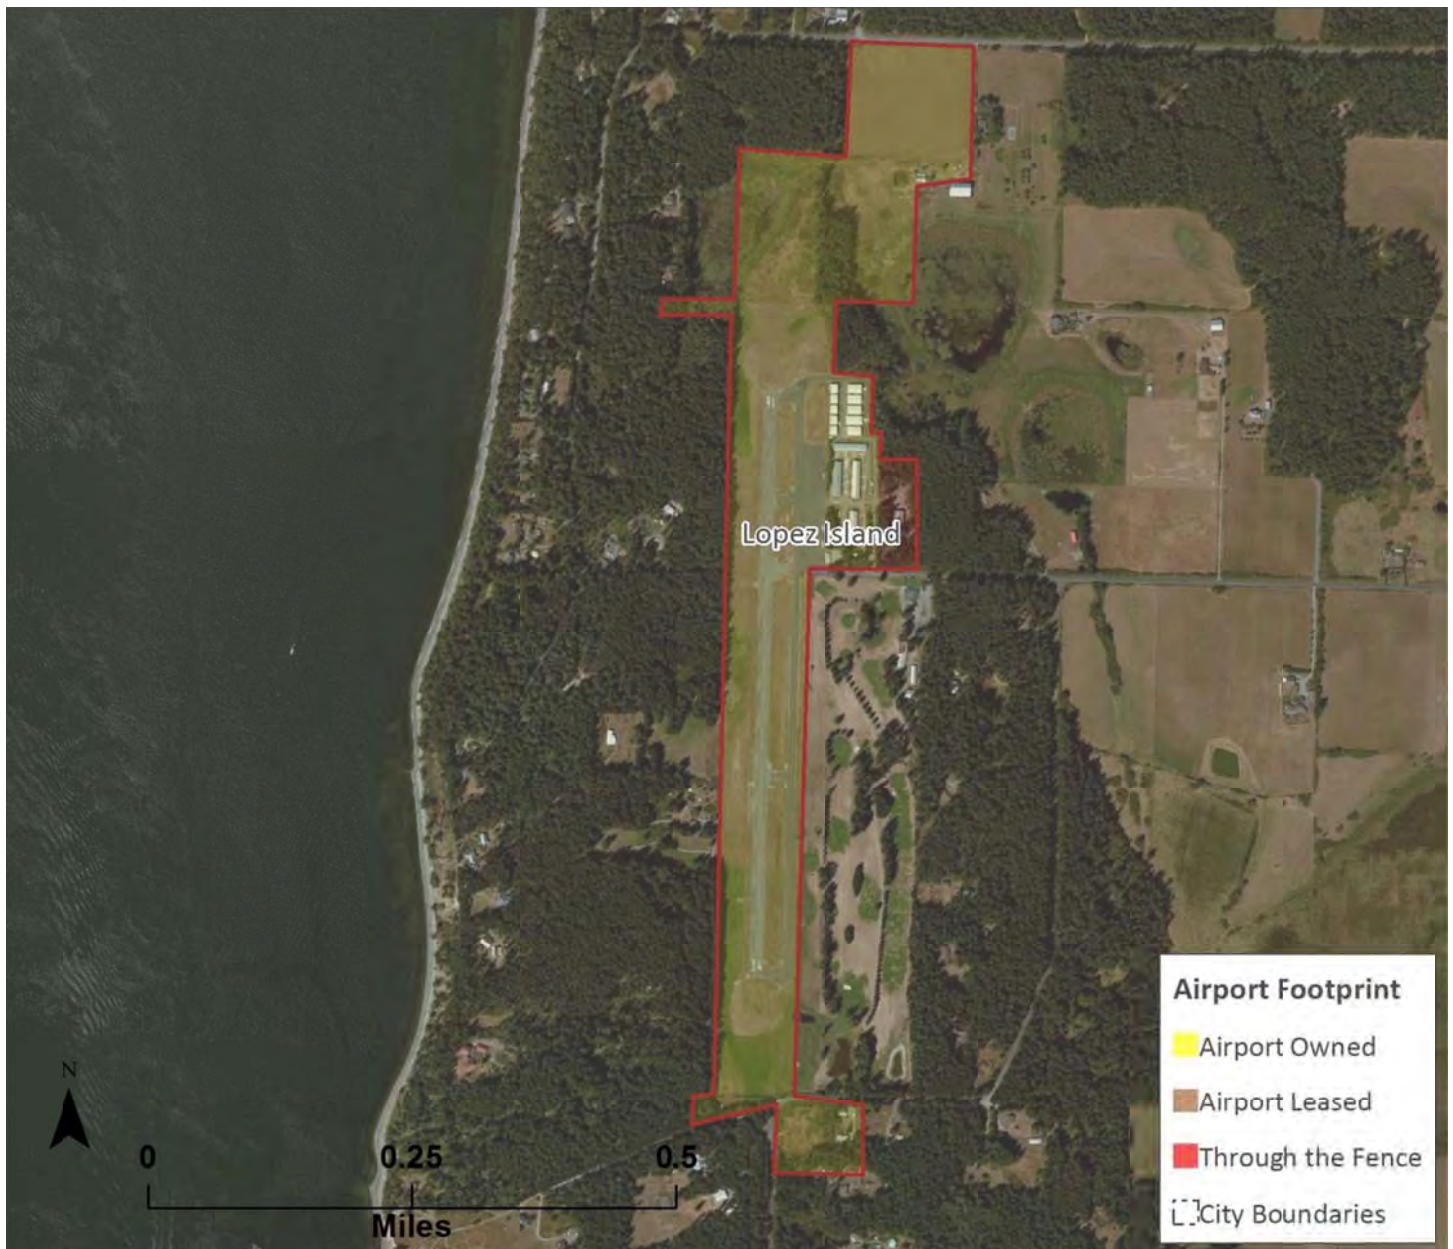 Lopez Island
N
0 0.25 0.5
Miles
Airport Footprint
Airport Owned
Airport Leased
Through the Fence
City Boundaries